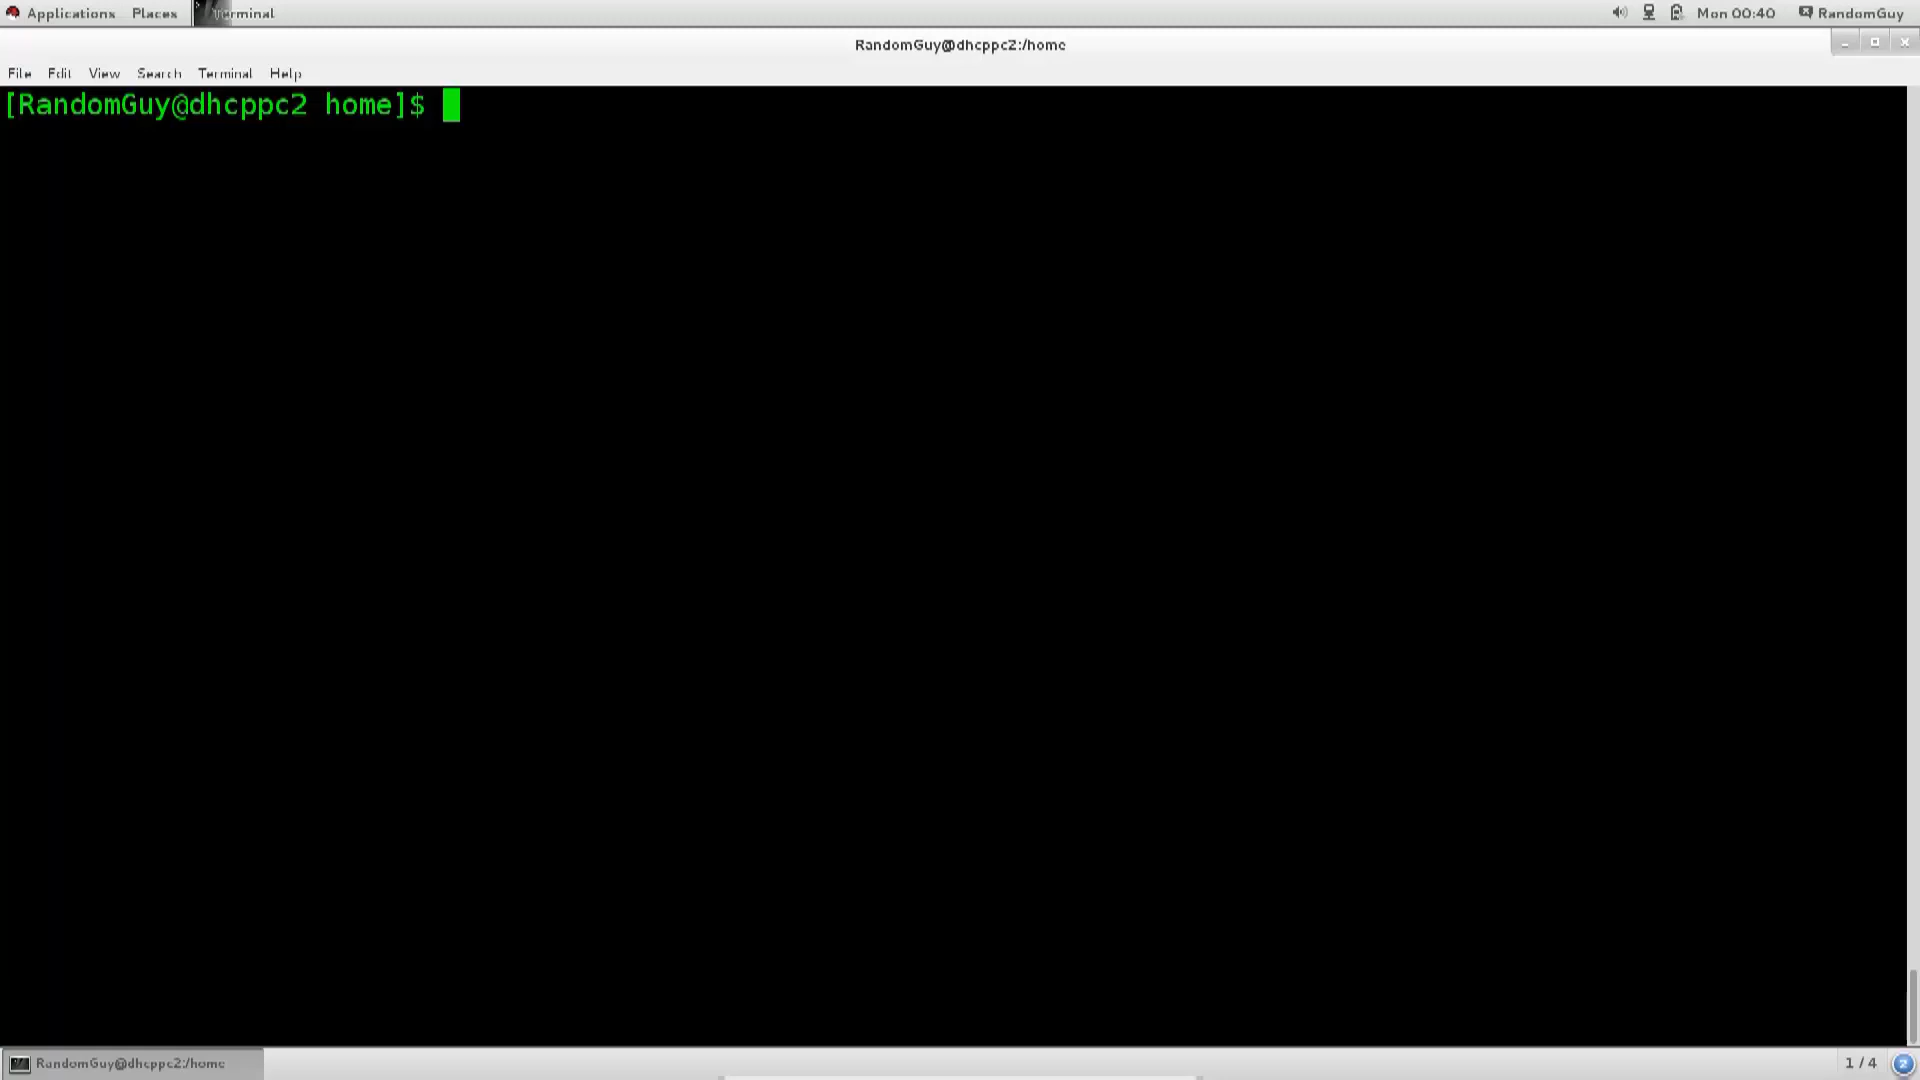 Applications Places Terminal Mon 00:40 RandomGuy
RandomGuy@dhcppc2:/home
File Edit View Search Terminal Help
[RandomGuy@dhcppc2 home]$
RandomGuy@dhcppc2:/home 1 / 4 2